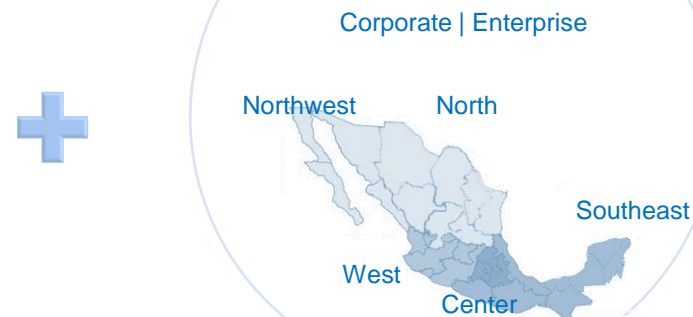 Corporate | Enterprise
Northwest
North
Southeast
West
Center